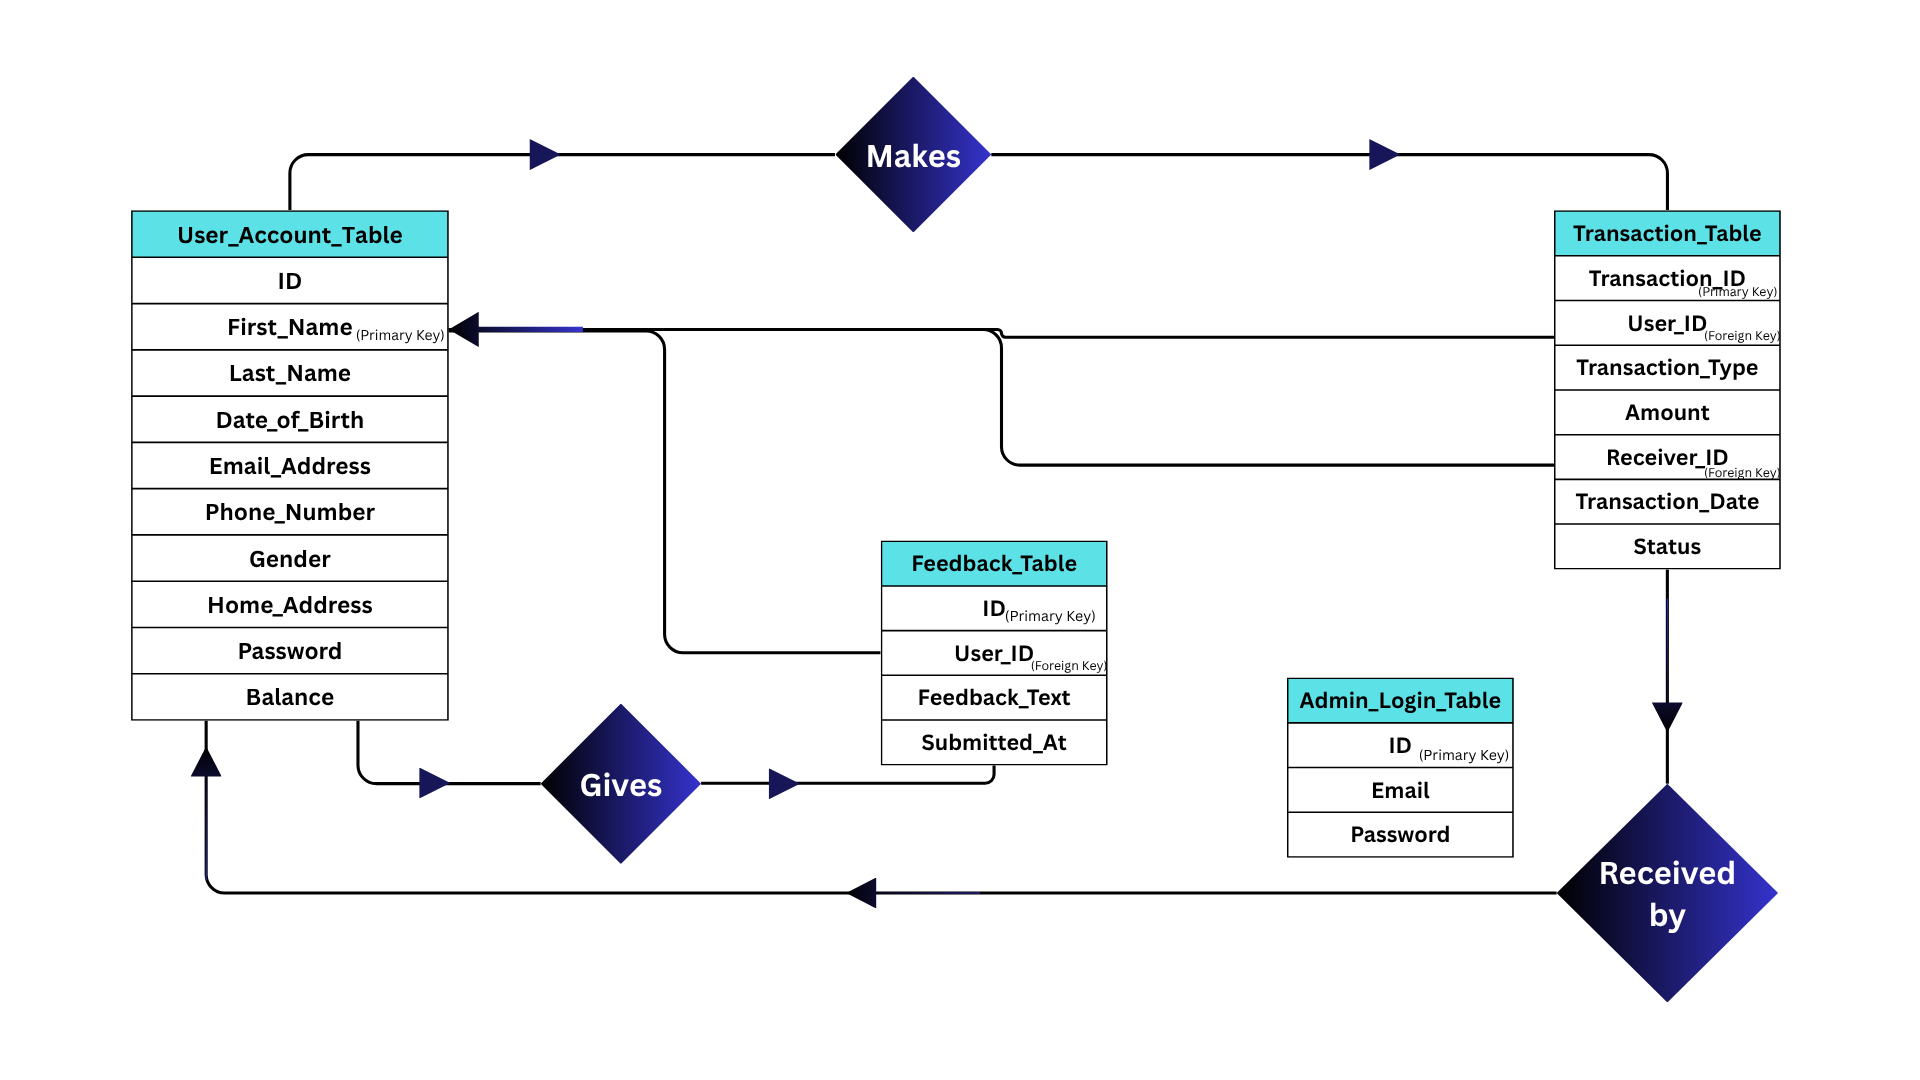 Makes
User_Account_Table
ID
First_Name (Primary Key)
Last_Name
Date_of_Birth
Email_Address
Phone_Number
Gender
Home_Address
Password
Balance
Transaction_Table
Transaction_ID
(Primary Key)
User_ID
(Foreign Key)
Transaction_Type
Amount
Receiver_ID
(Foreign Key)
Transaction_Date
Status
Feedback_Table
ID (Primary Key)
User_ID
(Foreign Key)
Feedback_Text
Submitted_At
Gives
Admin_Login_Table
ID (Primary Key)
Email
Password
Received
by